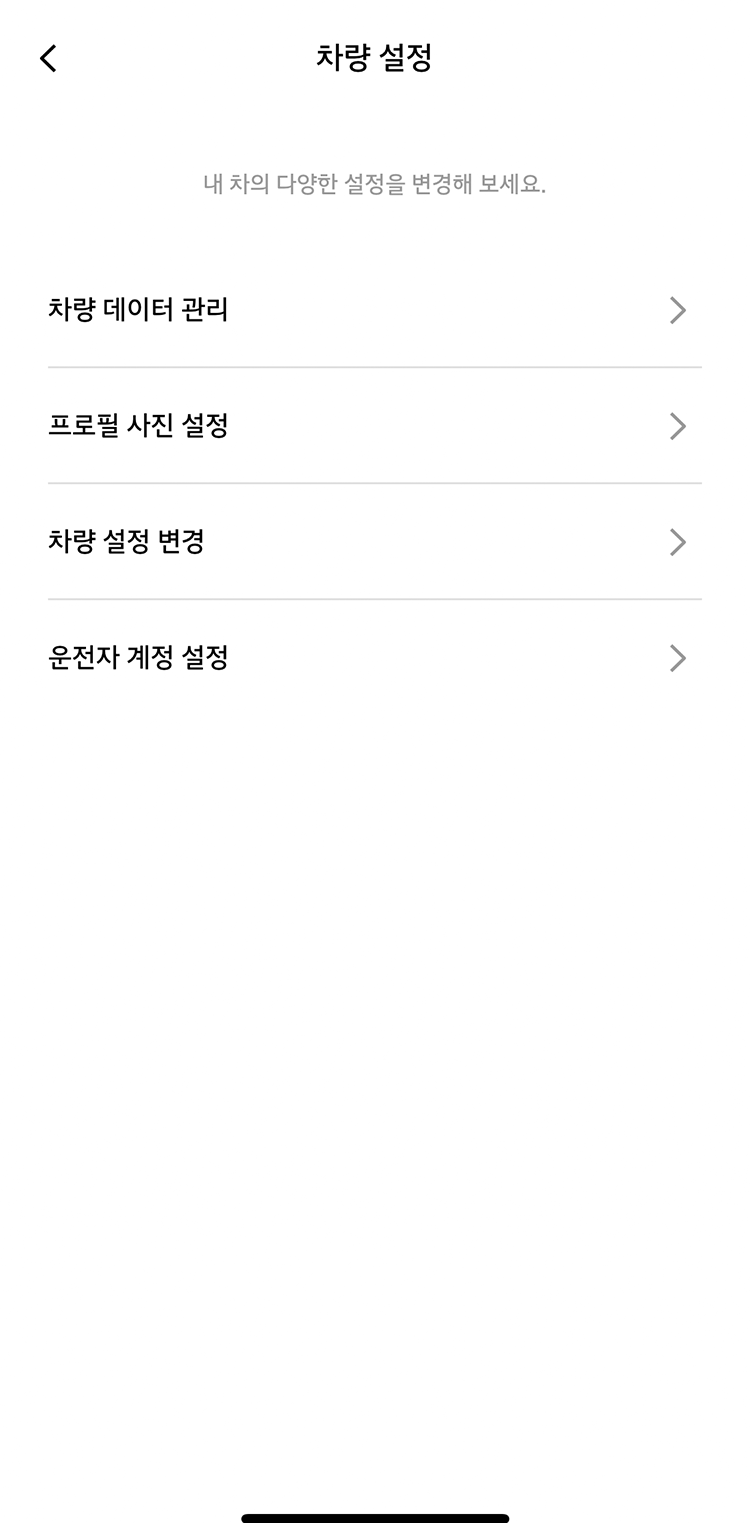 차량 설정
내 차의 다양한 설정을 변경해 보세요.
차량 데이터 관리
프로필 사진 설정
차량 설정 변경
운전자 계정 설정